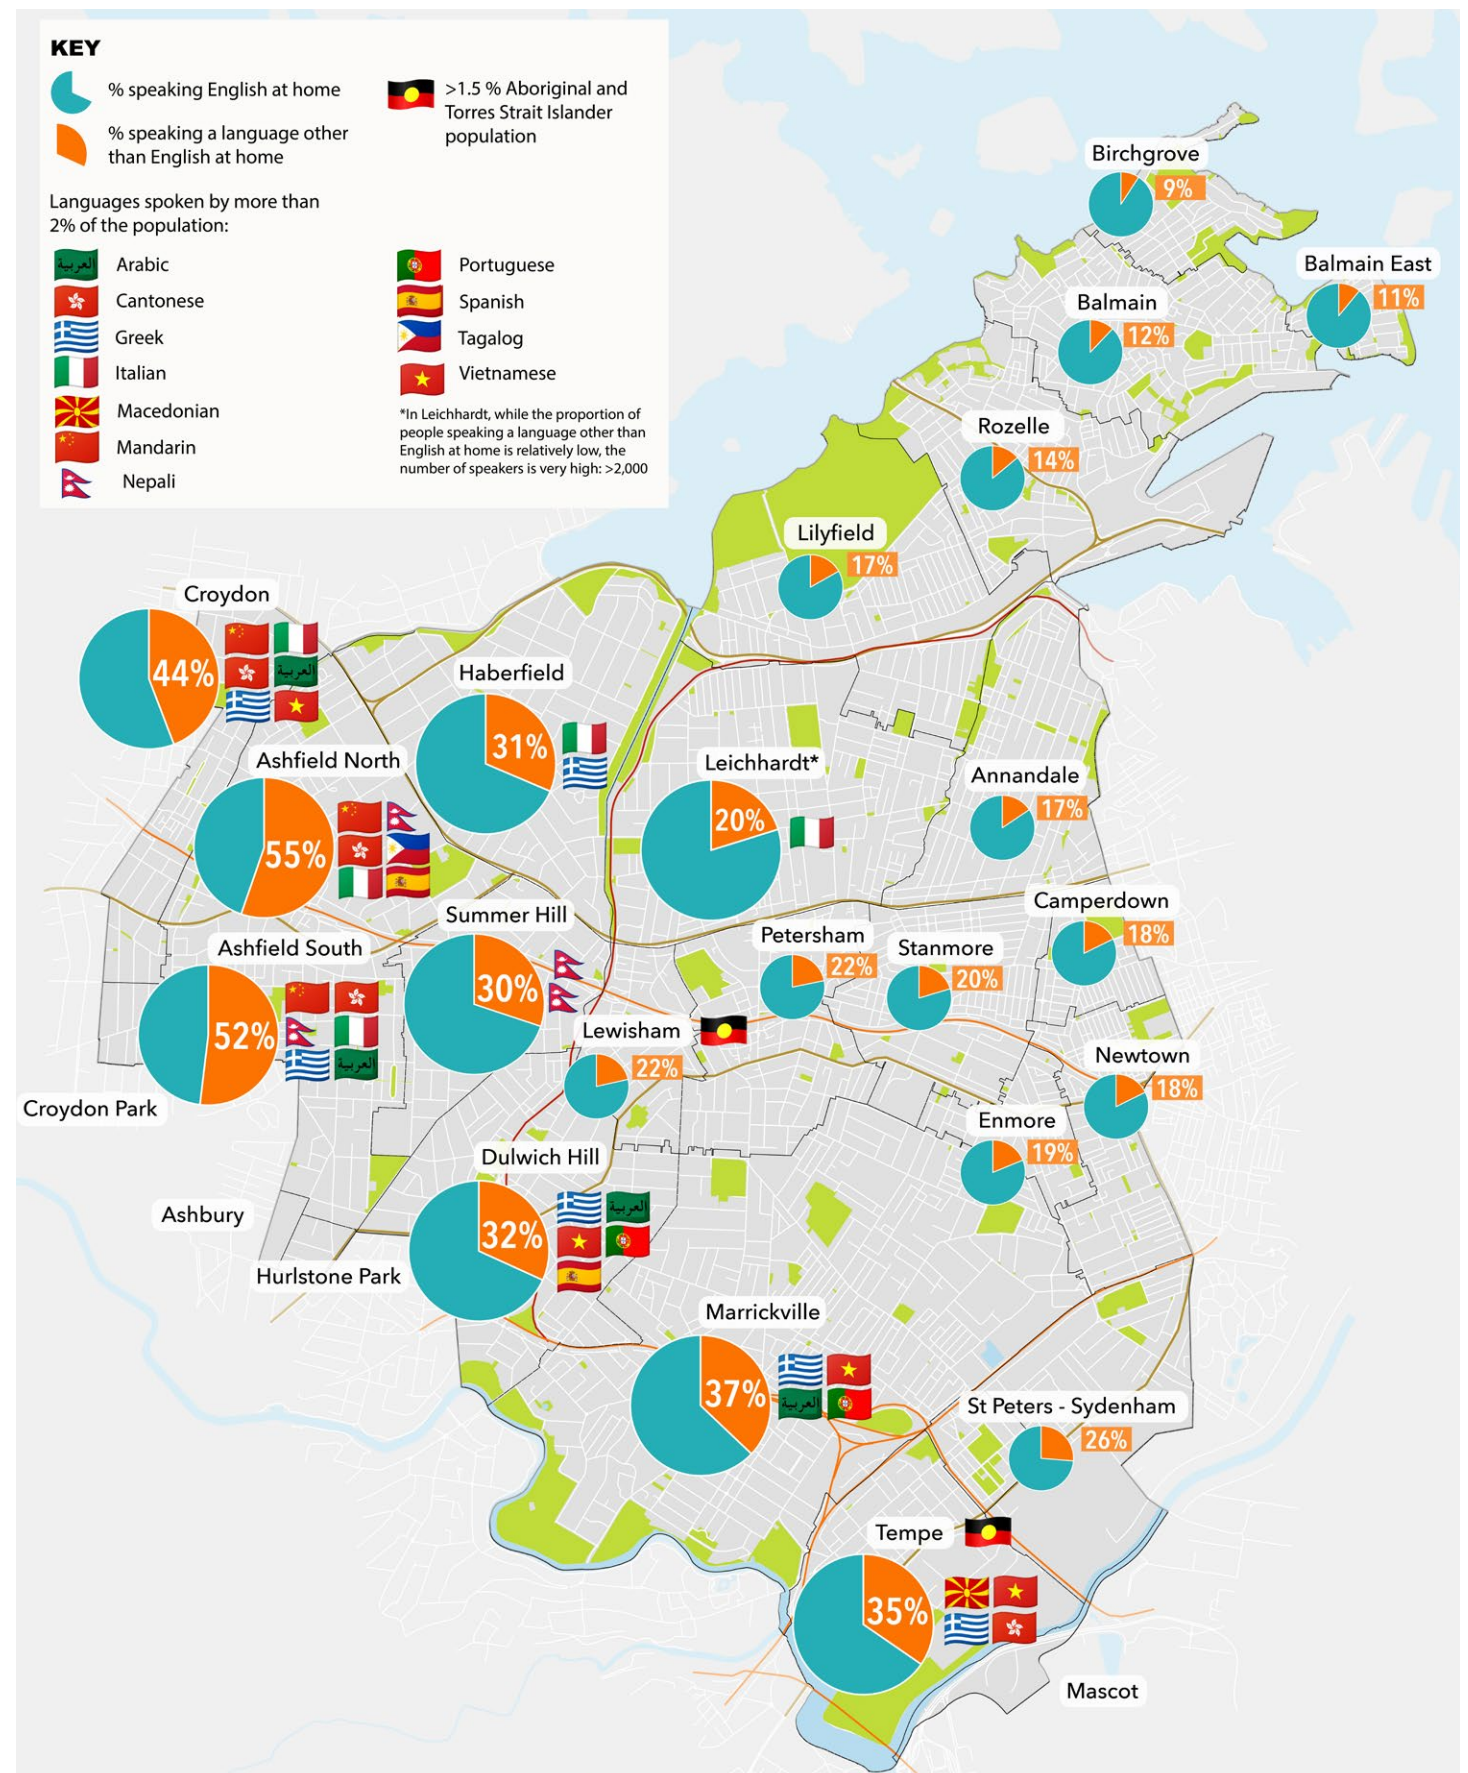 KEY
% speaking English at home
% speaking a language other
than English at home
>1.5 % Aboriginal and
Torres Strait Islander
population
Languages spoken by more than
2% of the population:
العربية
Arabic
Cantonese
Greek
Italian
Macedonian
Mandarin
Nepali
Portuguese
Spanish
Tagalog
Vietnamese
*In Leichhardt, while the proportion of
people speaking a language other than
English at home is relatively low, the
number of speakers is very high: >2,000
Birchgrove
9%
Balmain East
11%
Balmain
12%
Rozelle
14%
Lilyfield
17%
Croydon
44%
العربية
Haberfield
31%
Ashfield North
55%
Leichhardt*
20%
Annandale
17%
Summer Hill
30%
Camperdown
18%
Petersham
22%
Stanmore
20%
Ashfield South
52%
العربية
Lewisham
22%
Newtown
18%
Croydon Park
Enmore
19%
Dulwich Hill
32%
العربية
Ashbury
Hurlstone Park
Marrickville
37%
العربية
St Peters - Sydenham
26%
Tempe
35%
Mascot